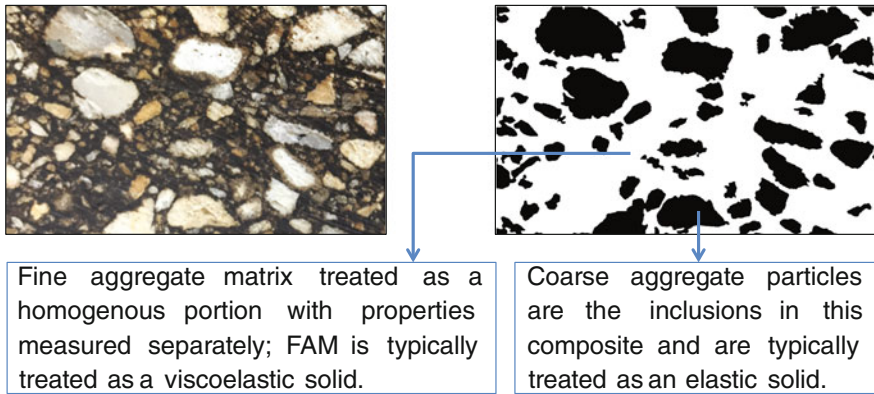 Fine aggregate matrix treated as a
homogenous portion with properties
measured separately; FAM is typically
treated as a viscoelastic solid.
Coarse aggregate particles
are the inclusions in this
composite and are typically
treated as an elastic solid.